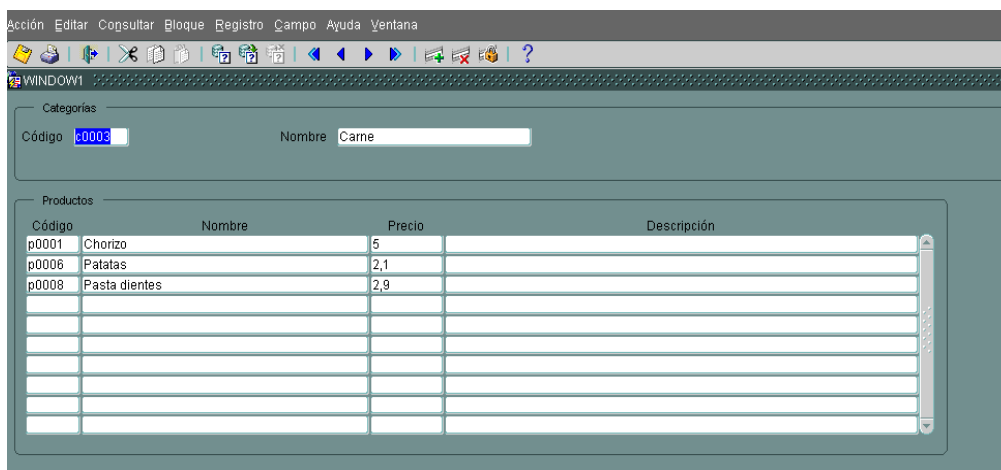 Acción Editar Consultar Bloque Registro Campo Ayuda Ventana
WINDOW1
Categorías
Código c0003 Nombre Carne
Productos
Código Nombre Precio Descripción
p0001 Chorizo 5
p0006 Patatas 2,1
p0008 Pasta dientes 2,9